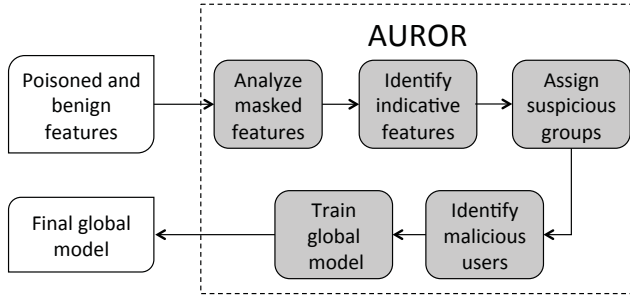 AUROR
Poisoned and
benign
features
Analyze
masked
features
Identify
indicative
features
Assign
suspicious
groups
Identify
malicious
users
Train
global
model
Final global
model